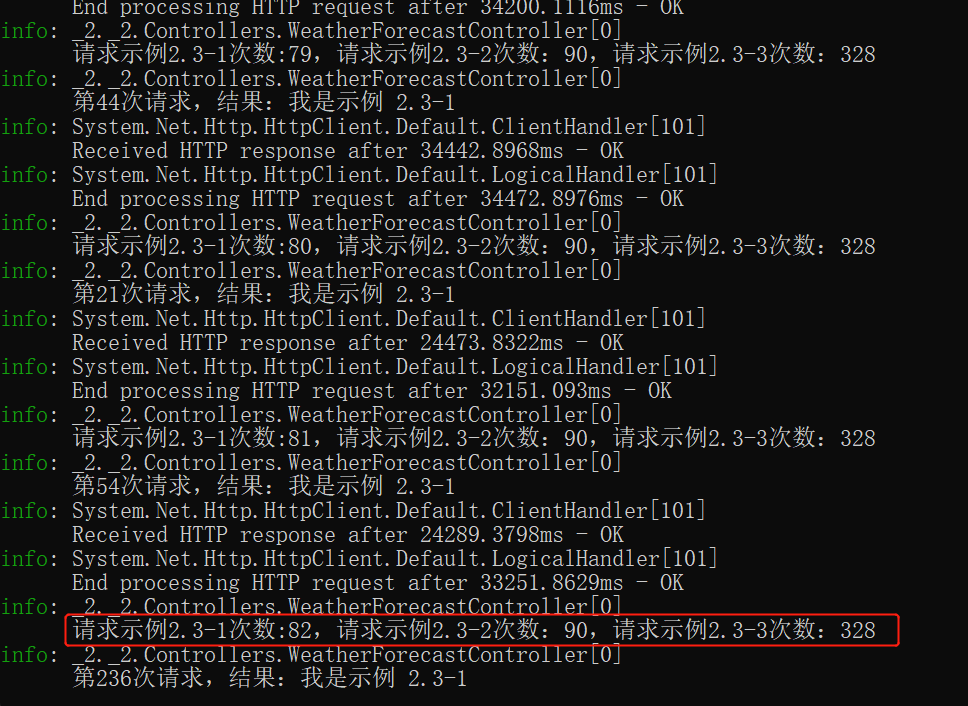 End processing HTTP request after 34200.1116ms - OK
info: _2._2.Controllers.WeatherForecastController[0]
请求示例2.3-1次数:79，请求示例2.3-2次数：90，请求示例2.3-3次数：328
info: _2._2.Controllers.WeatherForecastController[0]
第44次请求，结果：我是示例 2.3-1
info: System.Net.Http.HttpClient.Default.ClientHandler[101]
Received HTTP response after 34442.8968ms - OK
info: System.Net.Http.HttpClient.Default.LogicalHandler[101]
End processing HTTP request after 34472.8976ms - OK
info: _2._2.Controllers.WeatherForecastController[0]
请求示例2.3-1次数:80，请求示例2.3-2次数：90，请求示例2.3-3次数：328
info: _2._2.Controllers.WeatherForecastController[0]
第21次请求，结果：我是示例 2.3-1
info: System.Net.Http.HttpClient.Default.ClientHandler[101]
Received HTTP response after 24473.8322ms - OK
info: System.Net.Http.HttpClient.Default.LogicalHandler[101]
End processing HTTP request after 32151.093ms - OK
info: _2._2.Controllers.WeatherForecastController[0]
请求示例2.3-1次数:81，请求示例2.3-2次数：90，请求示例2.3-3次数：328
info: _2._2.Controllers.WeatherForecastController[0]
第54次请求，结果：我是示例 2.3-1
info: System.Net.Http.HttpClient.Default.ClientHandler[101]
Received HTTP response after 24289.3798ms - OK
info: System.Net.Http.HttpClient.Default.LogicalHandler[101]
End processing HTTP request after 33251.8629ms - OK
info: _2._2.Controllers.WeatherForecastController[0]
请求示例2.3-1次数:82，请求示例2.3-2次数：90，请求示例2.3-3次数：328
info: _2._2.Controllers.WeatherForecastController[0]
第236次请求，结果：我是示例 2.3-1